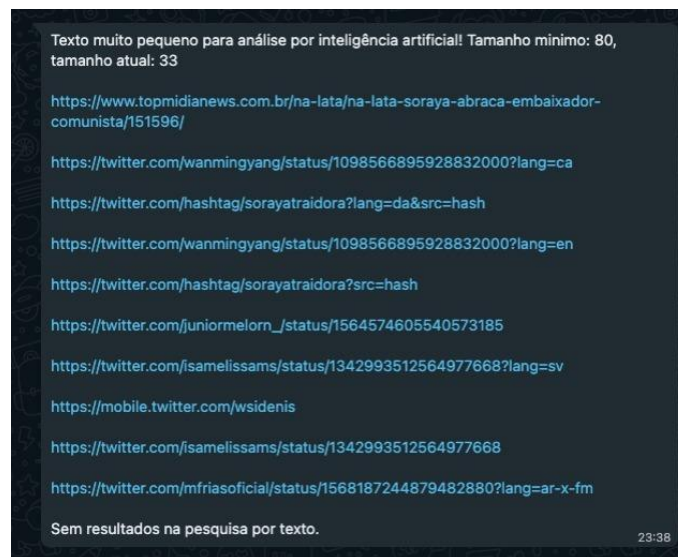 Texto muito pequeno para análise por inteligência artificial! Tamanho minimo: 80,
tamanho atual: 33
https://www.topmidianews.com.br/na-lata/na-lata-soraya-abraca-embaixador-
comunista/151596/
https://twitter.com/wanmingyang/status/1098566895928832000?lang=ca
https://twitter.com/hashtag/sorayatraidora?lang=da&src=hash
https://twitter.com/wanmingyang/status/1098566895928832000?lang=en
https://twitter.com/hashtag/sorayatraidora?src=hash
https://twitter.com/juniormelorn_/status/1564574605540573185
https://twitter.com/isamelissams/status/1342993512564977668?lang=sv
https://mobile.twitter.com/wsidenis
https://twitter.com/isamelissams/status/1342993512564977668
https://twitter.com/mfriasoficial/status/1568187244879482880?lang=ar-x-fm
Sem resultados na pesquisa por texto.
23:38